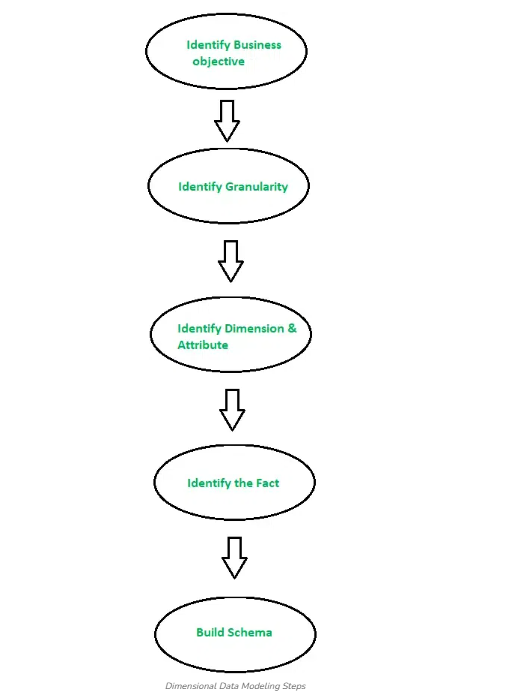 Identify Business
objective
Identify Granularity
Identify Dimension &
Attribute
Identify the Fact
Build Schema
Dimensional Data Modeling Steps